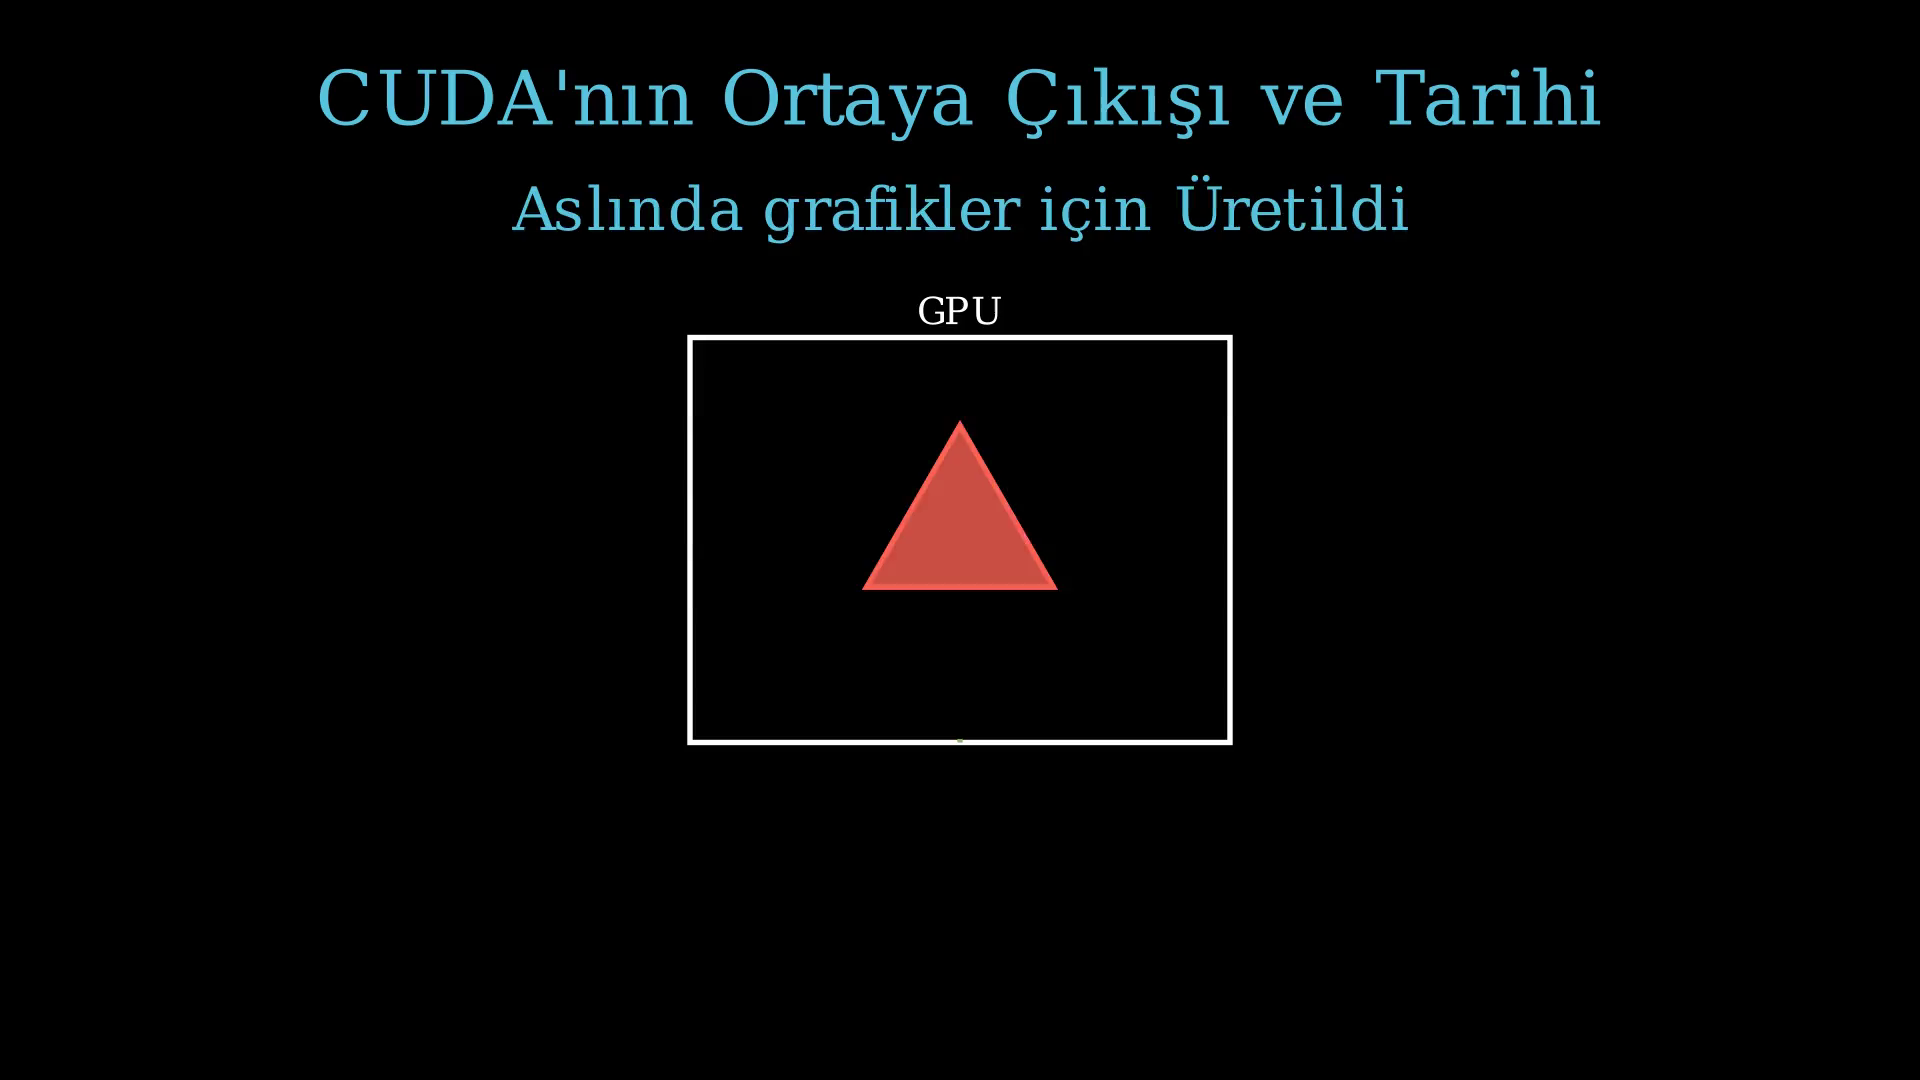 CUDA'nın Ortaya Çıkışı ve Tarihi
Aslında grafikler için Üretildi
GPU